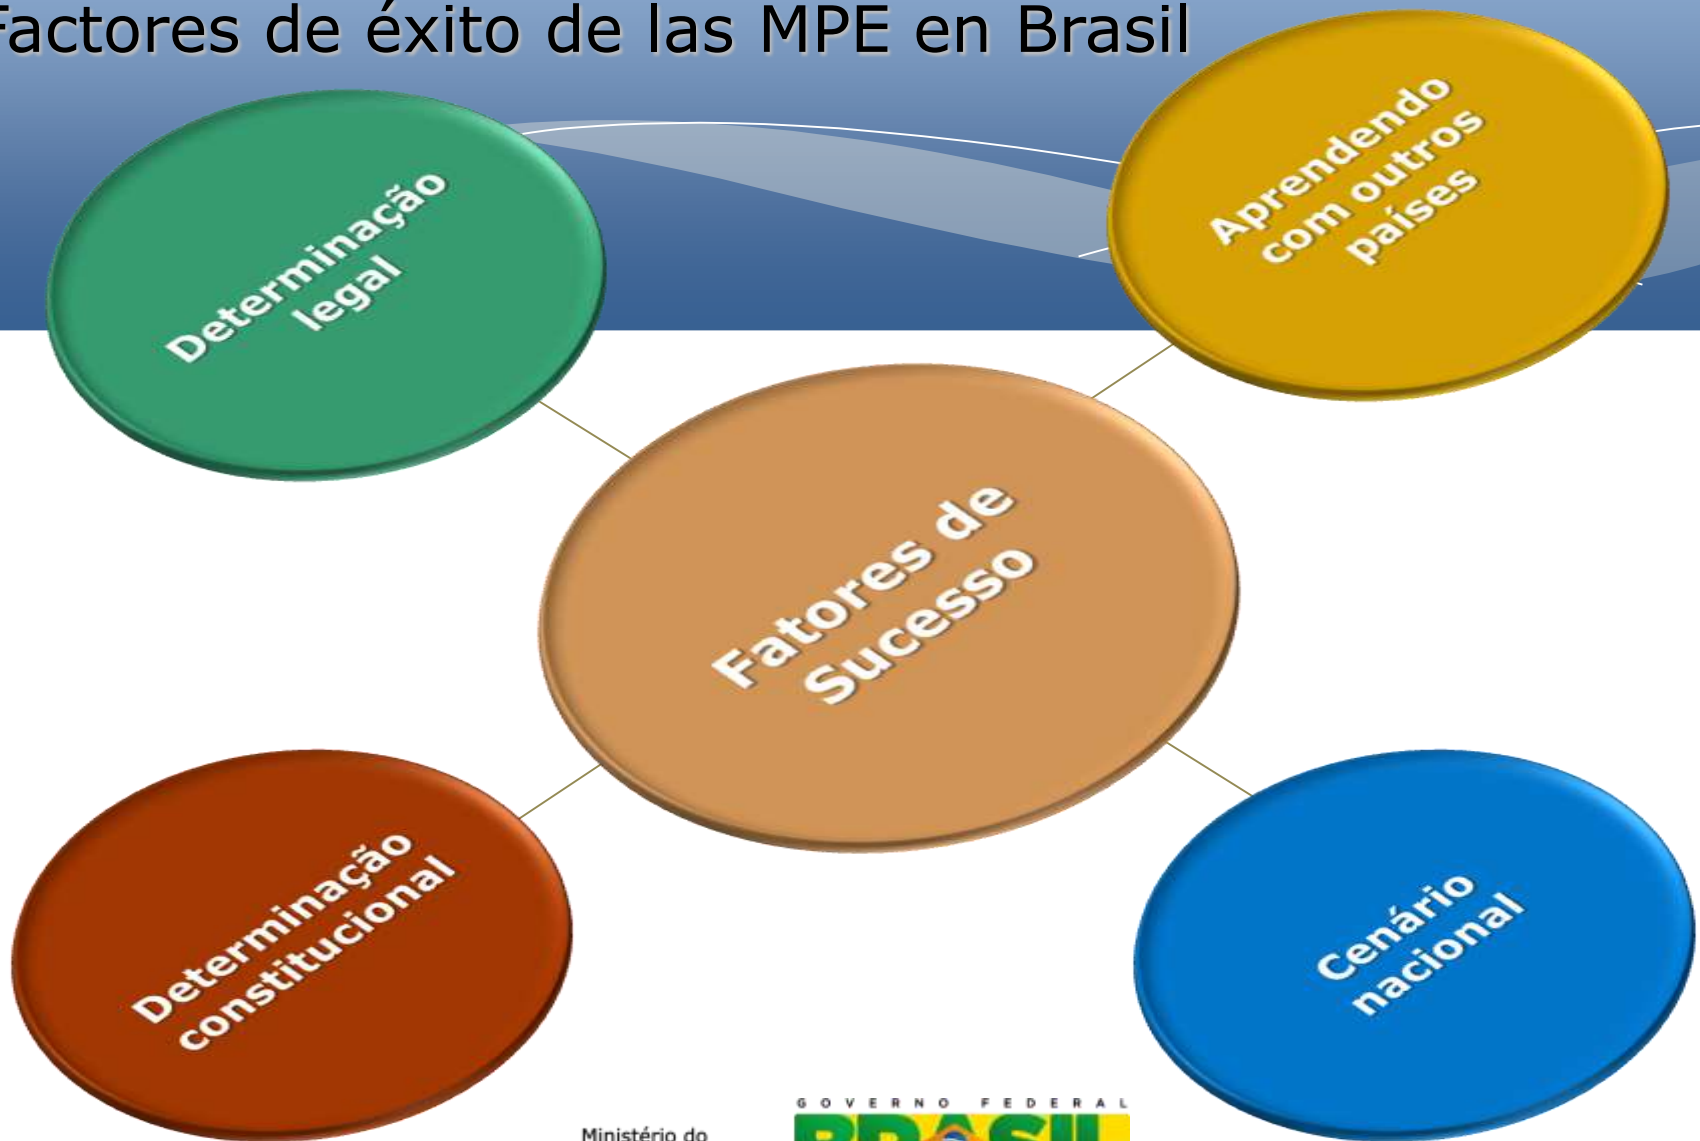 Factores de éxito de las MPE en Brasil
Determinação
legal
Aprendendo
com outros
países
Fatores de
Sucesso
Determinação
constitucional
Cenário
nacional
Ministério do
GOVERNO FEDERAL
BRASIL